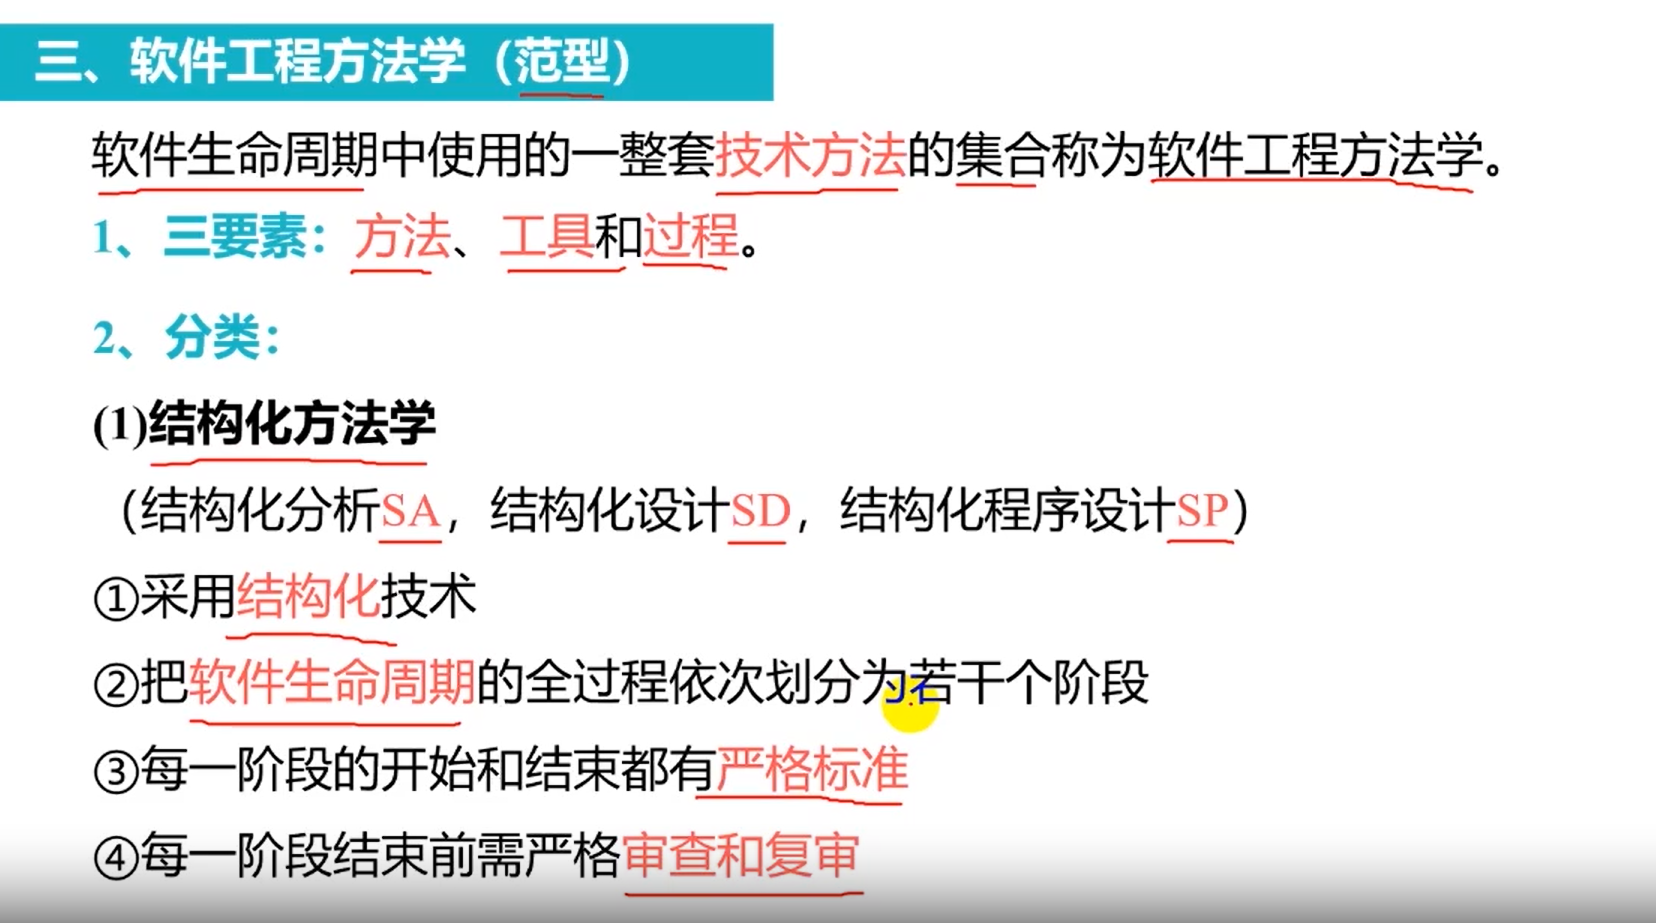 三、软件工程方法学（范型）
软件生命周期中使用的一整套技术方法的集合称为软件工程方法学。
1、三要素：方法、工具和过程。
2、分类：
(1)结构化方法学
（结构化分析SA，结构化设计SD，结构化程序设计SP）
①采用结构化技术
②把软件生命周期的全过程依次划分为若干个阶段
③每一阶段的开始和结束都有严格标准
④每一阶段结束前需严格审查和复审